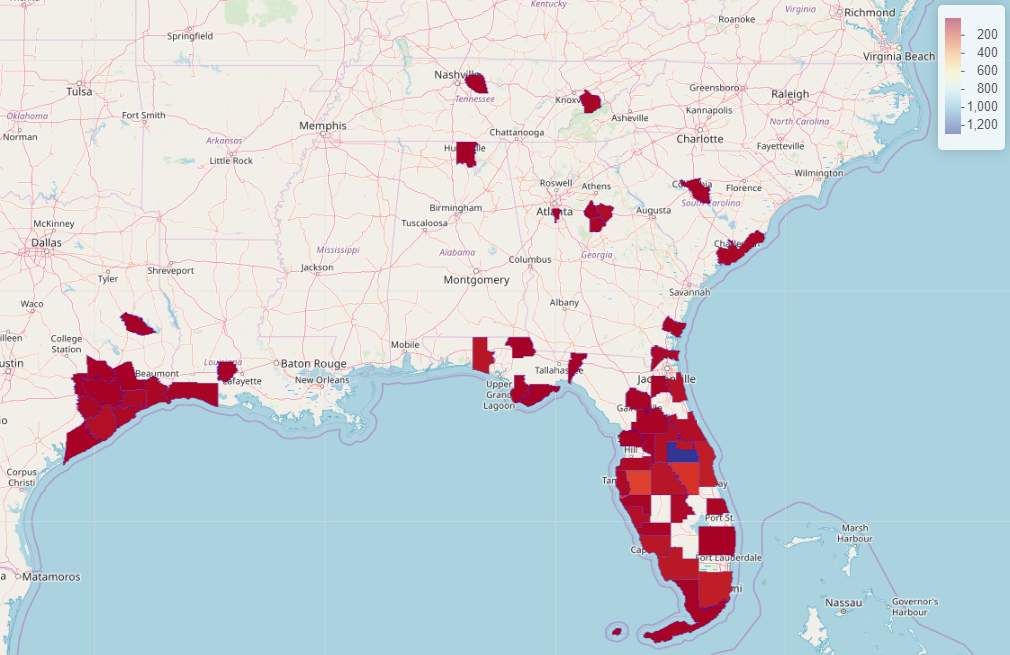 Kentucky
Virginia
Richmond
Roanoke
Springfield
200
400
600
800
1,000
1,200
Virginia Beach
Nashville
Tulsa
Tennessee
Greensboro
Raleigh
Oklahoma
Fort Smith
Asheville
Kannapolis
North Carolina
Norman
Memphis
Chattanooga
Charlotte
Fayetteville
Arkansas
Little Rock
Wilmington
Roswell
Athens
Florence
South Carolina
Birmingham
Atlanta
Augusta
McKinney
Tuscaloosa
Dallas
Mississippi
Alabama
Georgia
Columbus
Shreveport
Jackson
Tyler
Montgomery
Savannah
Waco
Albany
College
Station
Mobile
Louisiana
Baton Rouge
Tallahassee
Beaumont
Lafayette
New Orleans
Upper
Grand
Lagoon
Hill
Corpus
Christi
Port St.
Marsh
Harbour
Fort Lauderdale
Matamoros
Nassau
Governor's
Harbour